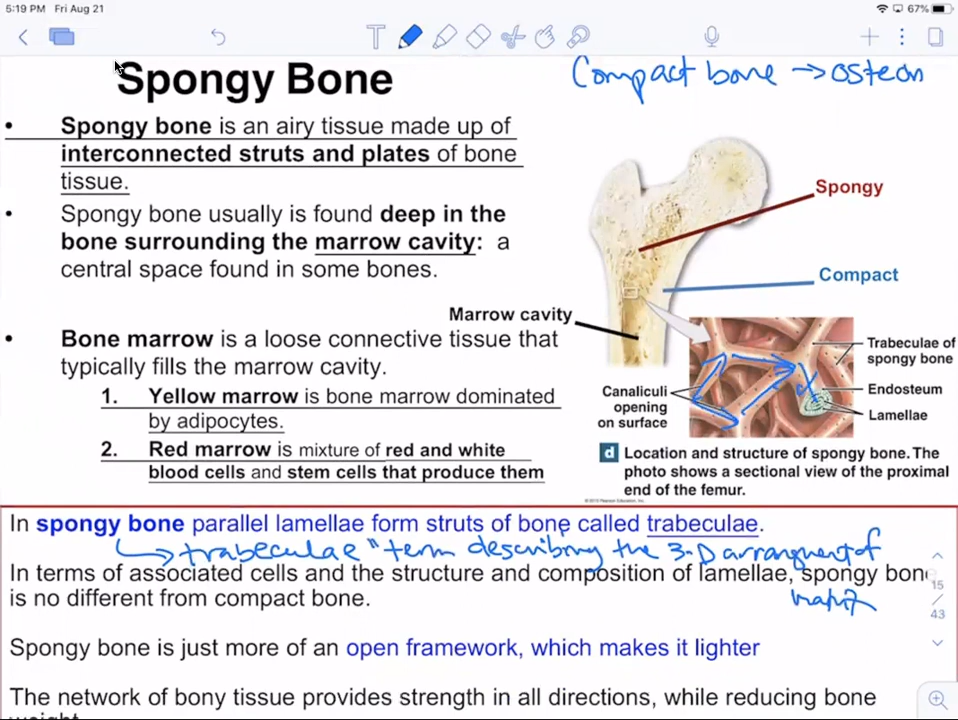 5:19 PM Fri Aug 21
67%
Spongy Bone
Compact bone → osteon
• Spongy bone is an airy tissue made up of
interconnected struts and plates of bone
tissue.
• Spongy bone usually is found deep in the
bone surrounding the marrow cavity: a
central space found in some bones.
• Bone marrow is a loose connective tissue that
typically fills the marrow cavity.
1. Yellow marrow is bone marrow dominated
by adipocytes.
2. Red marrow is mixture of red and white
blood cells and stem cells that produce them
Spongy
Compact
Marrow cavity
Trabeculae of
spongy bone
Endosteum
Lamellae
Canaliculi
opening
on surface
d Location and structure of spongy bone. The
photo shows a sectional view of the proximal
end of the femur.
In spongy bone parallel lamellae form struts of bone called trabeculae.
↳ trabeculae " term describing the 3-D arrangment of
In terms of associated cells and the structure and composition of lamellae, spongy bone
is no different from compact bone.
Spongy bone is just more of an open framework, which makes it lighter
The network of bony tissue provides strength in all directions, while reducing bone
weight.
15
/
43